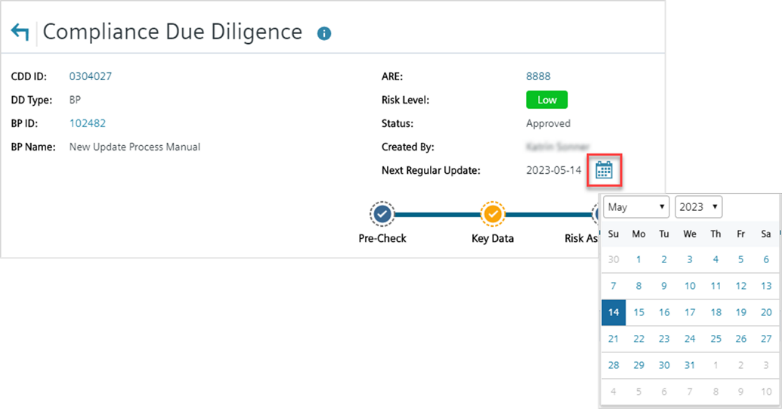 Compliance Due Diligence
CDD ID: 0304027
DD Type: BP
BP ID: 102482
BP Name: New Update Process Manual
ARE: 8888
Risk Level: Low
Status: Approved
Created By:
Next Regular Update: 2023-05-14
Pre-Check
Key Data
Risk As
May 2023
Su Mo Tu We Th Fr Sa
30 1 2 3 4 5 6
7 8 9 10 11 12 13
14 15 16 17 18 19 20
21 22 23 24 25 26 27
28 29 30 31 1 2 3
4 5 6 7 8 9 10